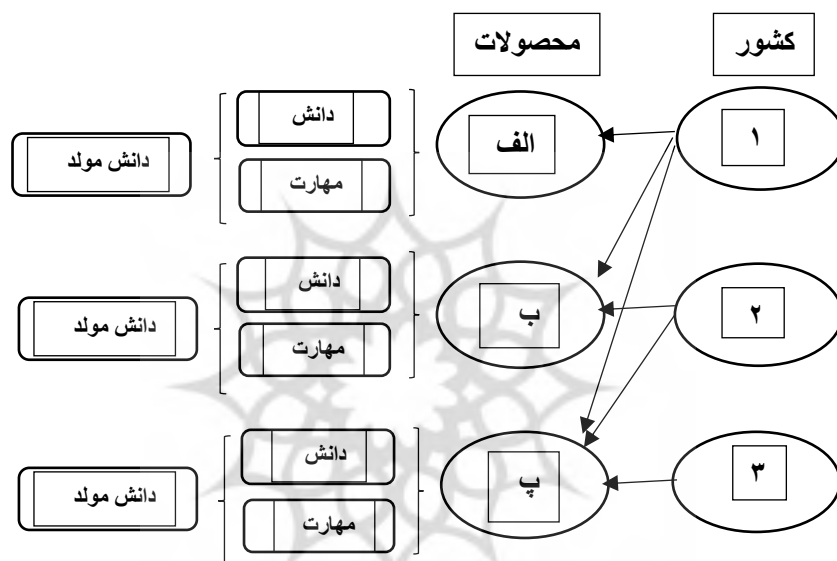 کشور
محصولات
۱
الف
دانش
مهارت
دانش مولد
۲
ب
دانش
مهارت
دانش مولد
۳
پ
دانش
مهارت
دانش مولد